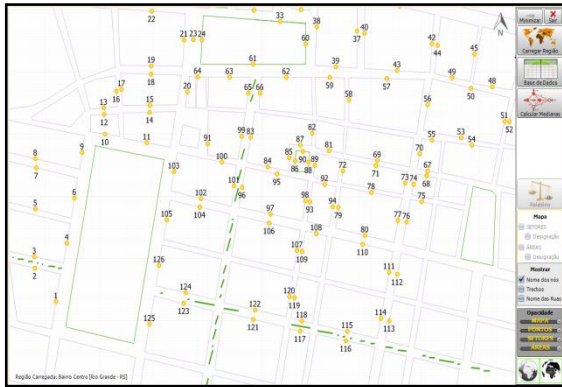 22 33 38
21 23 24 37 40
60 42
44 45
19 61 39 43
18 64 63 62 59 49 48
17 16 20 65 66 58 50
13 15 56
12 14 51
10 11 99 83 82 55 53 54 52
9 91 87 81 70
8 85 90 89 69
7 100 84 86 88 72 71 67
103 95 68
101 92 73 74
6 102 96 78 75
5 104 97 98 93 94 79
105 106 77 76
4 108 80
3 107 109 110
2 126 111 112
1 124 120 119
123 122 118 114 113
125 121 117 115
116
Minimizar Sair
Carregar Região
Base de Dados
Calcular Medianas
Relatório
Mapa
SETORES
Designação
ÁREAS
Designação
Mostrar
Nome dos nós
Trechos
Nome das Ruas
Opacidade
MAPA
PONTOS
SETORES
ÁREAS
Região Carregada: Bairro Centro [Rio Grande - RS]